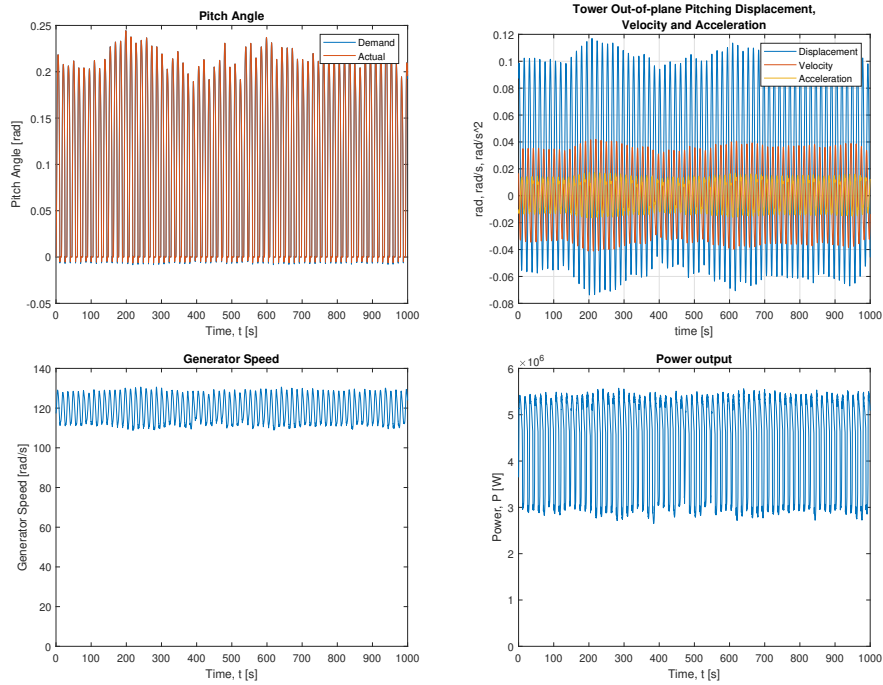 Pitch Angle
Demand
Actual
Pitch Angle [rad]
0.25
0.2
0.15
0.1
0.05
0
-0.05
0 100 200 300 400 500 600 700 800 900 1000
Time, t [s]
Tower Out-of-plane Pitching Displacement,
Velocity and Acceleration
Displacement
Velocity
Acceleration
rad, rad/s, rad/s^2
0.12
0.1
0.08
0.06
0.04
0.02
0
-0.02
-0.04
-0.06
-0.08
0 100 200 300 400 500 600 700 800 900 1000
time [s]
Generator Speed
Generator Speed [rad/s]
140
120
100
80
60
40
20
0
0 100 200 300 400 500 600 700 800 900 1000
Time, t [s]
Power output
× 10^6
Power, P [W]
6
5
4
3
2
1
0
0 100 200 300 400 500 600 700 800 900 1000
Time, t [s]